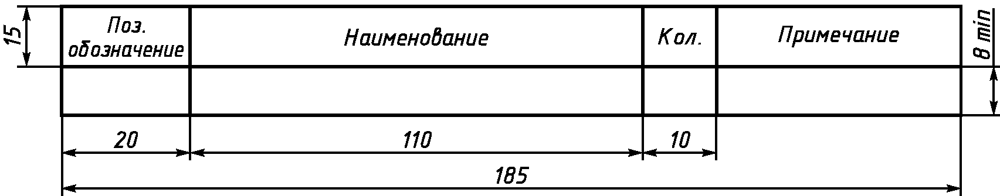 15
Поз.
обозначение
Наименование
Кол.
Примечание
8 min
20
110
10
185